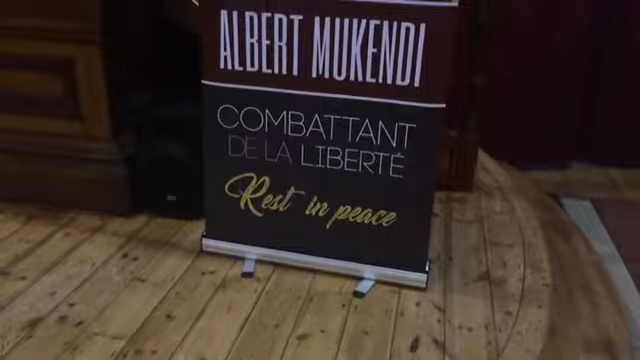 ALBERT MUKENDI
COMBATTANT
DE LA LIBERTÉ
Rest in peace